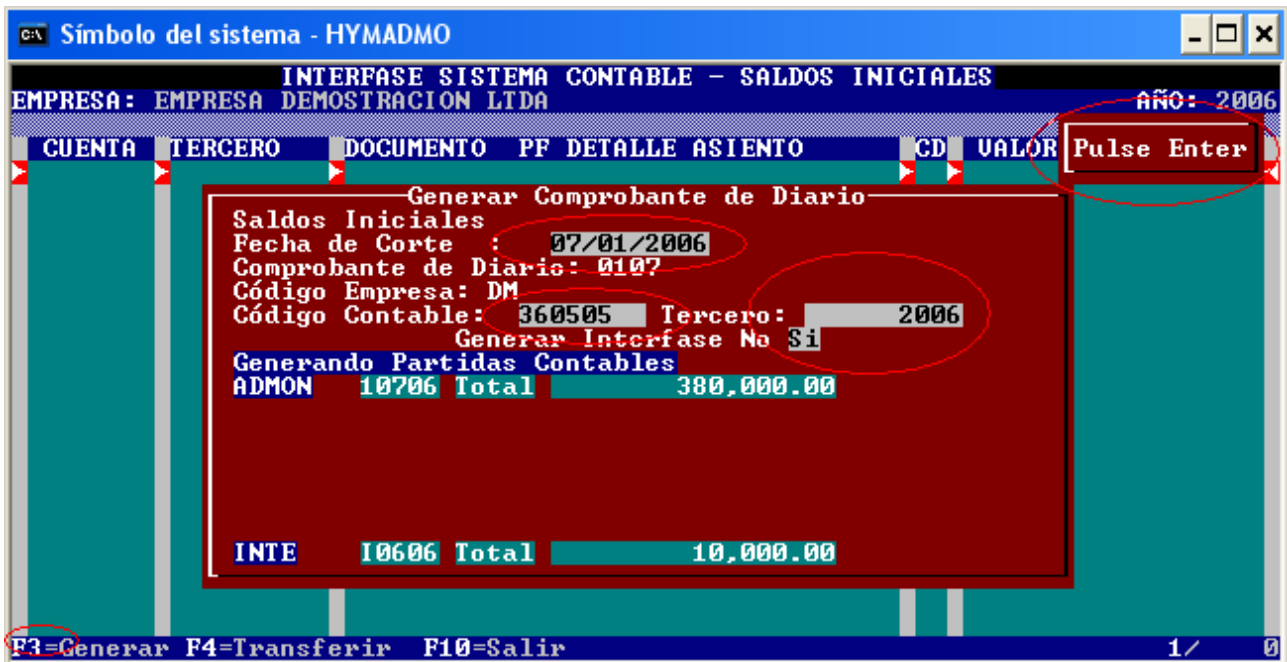 Símbolo del sistema - HYMADMO
INTERFASE SISTEMA CONTABLE - SALDOS INICIALES
EMPRESA: EMPRESA DEMOSTRACION LTDA AÑO: 2006
CUENTA TERCERO DOCUMENTO PF DETALLE ASIENTO CD VALOR
Pulse Enter
Generar Comprobante de Diario
Saldos Iniciales
Fecha de Corte : 07/01/2006
Comprobante de Diario: 0107
Código Empresa: DM
Código Contable: 360505 Tercero: 2006
Generar Interfase No Si
Generando Partidas Contables
ADMON 10706 Total 380,000.00
INTE I0606 Total 10,000.00
F3=Generar F4=Transferir F10=Salir 1/ 0